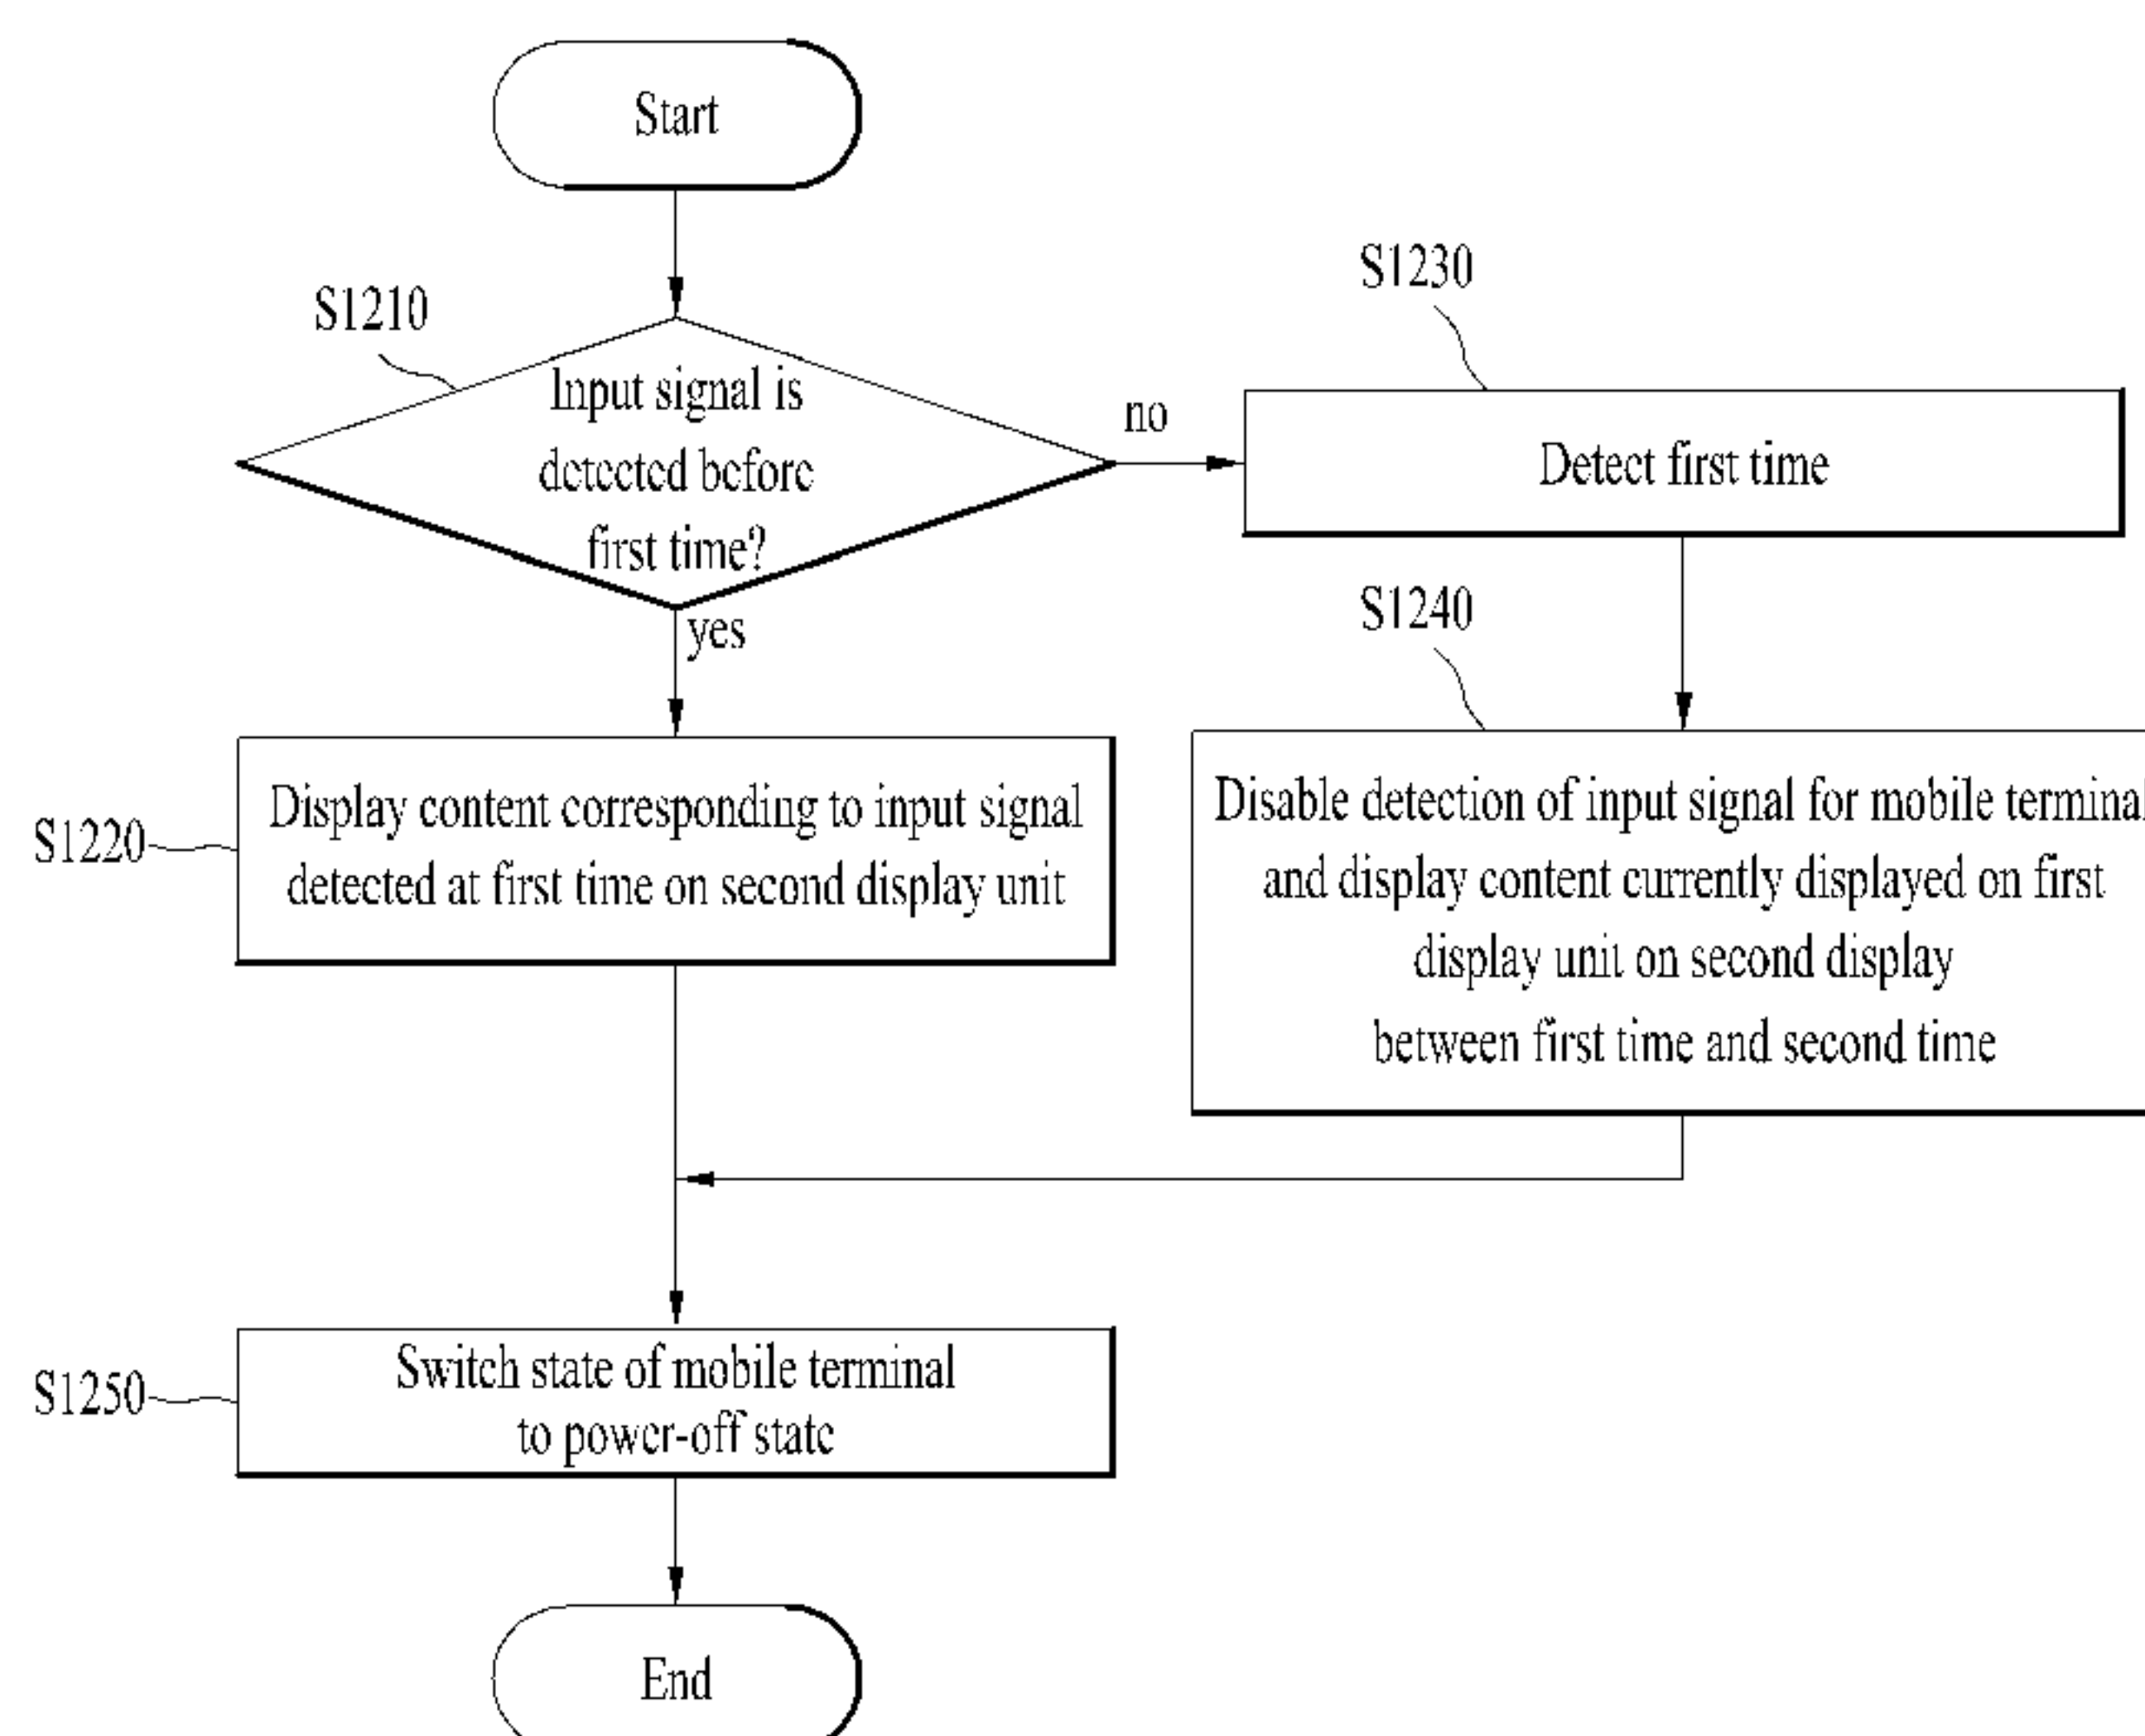 Start
S1210
Input signal is
detected before
first time?
no
yes
S1230
Detect first time
S1240
Disable detection of input signal for mobile terminal
and display content currently displayed on first
display unit on second display
between first time and second time
S1220
Display content corresponding to input signal
detected at first time on second display unit
S1250
Switch state of mobile terminal
to power-off state
End